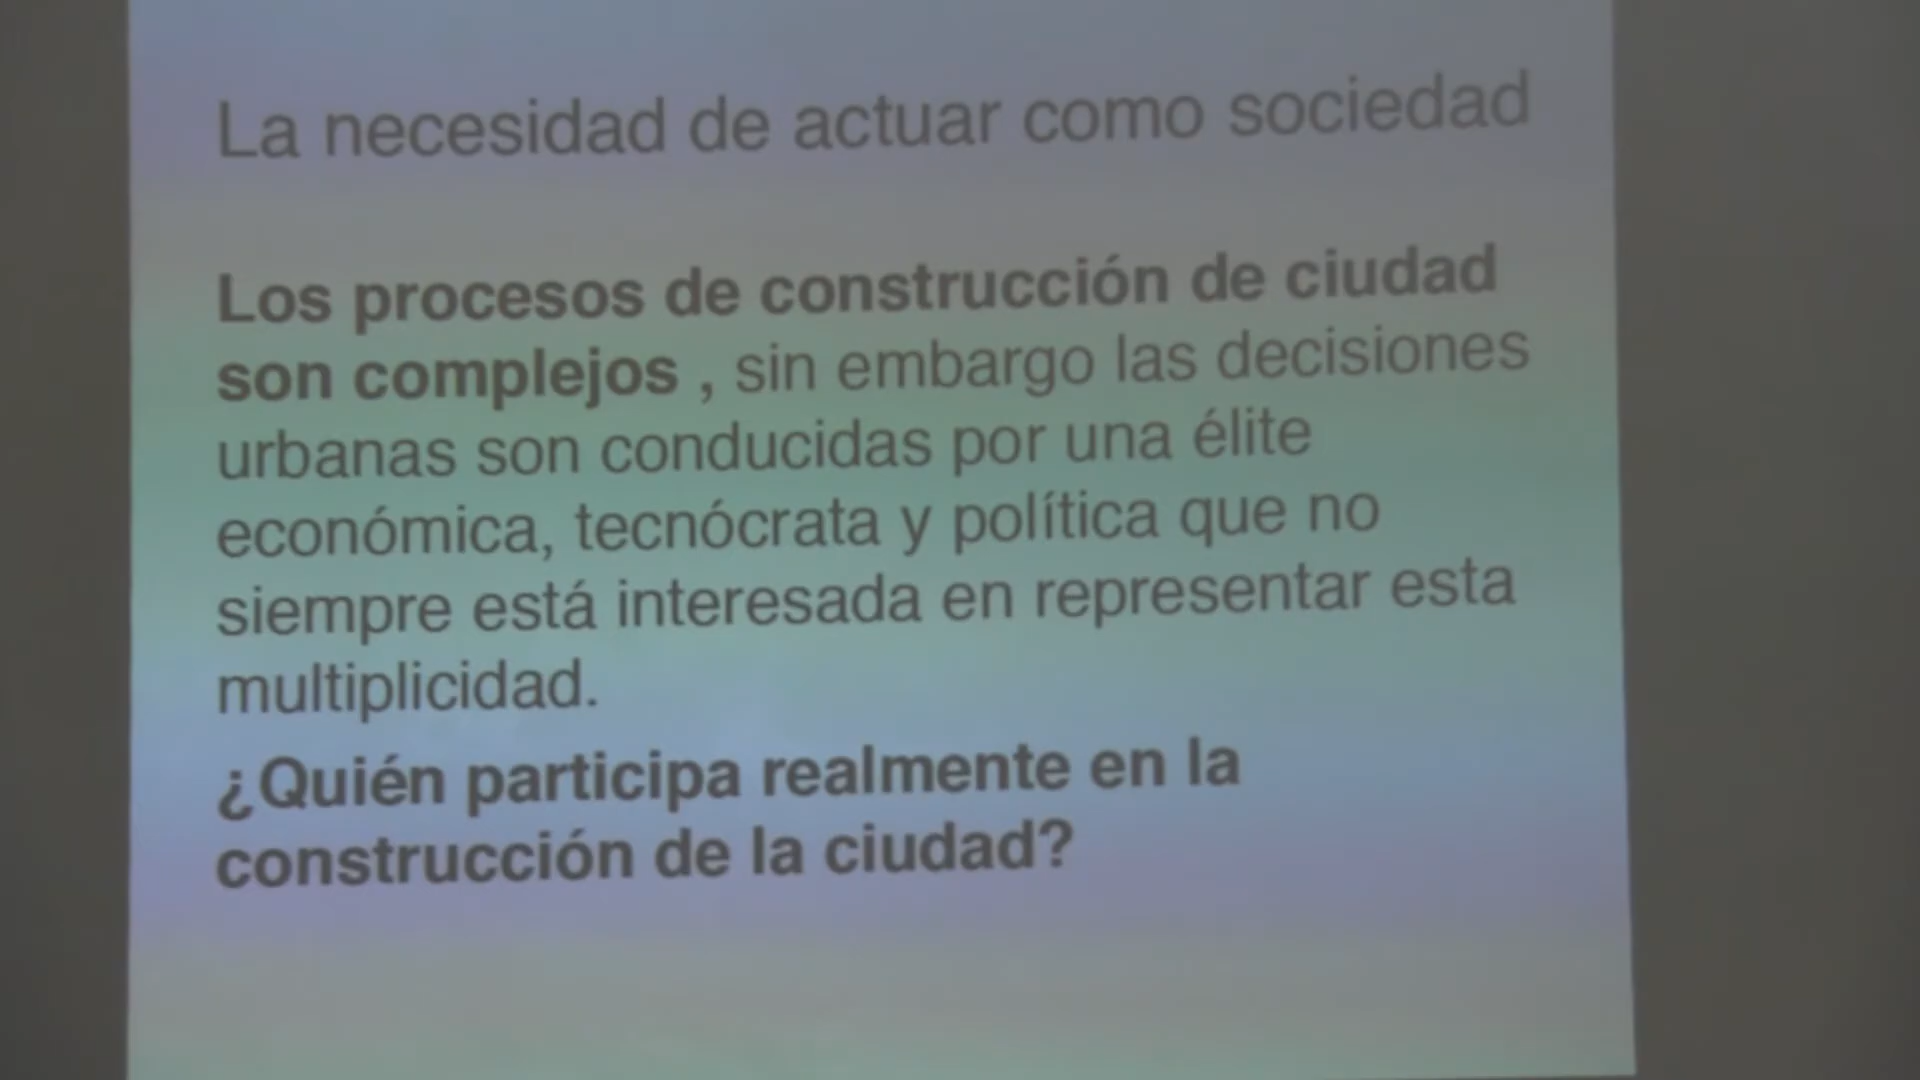 La necesidad de actuar como sociedad
Los procesos de construcción de ciudad
son complejos , sin embargo las decisiones
urbanas son conducidas por una élite
económica, tecnócrata y política que no
siempre está interesada en representar esta
multiplicidad.
¿Quién participa realmente en la
construcción de la ciudad?